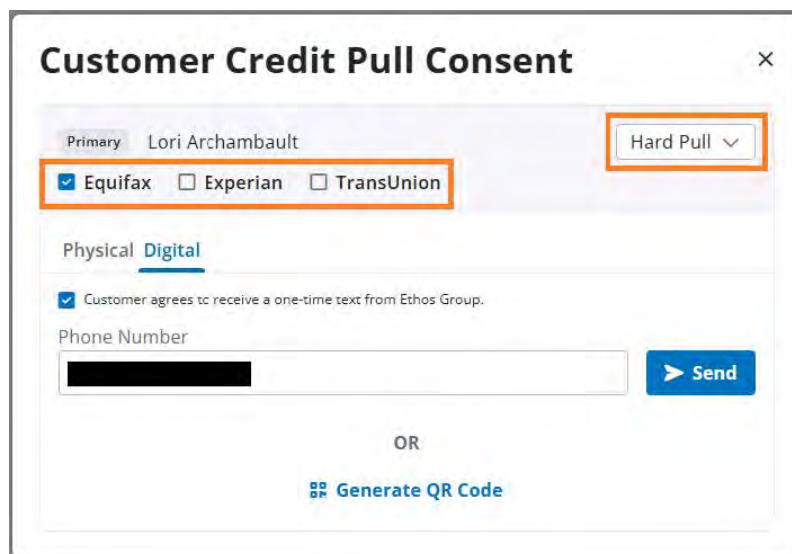 Customer Credit Pull Consent
Primary Lori Archambault Hard Pull
Equifax Experian TransUnion
Physical Digital
Customer agrees to receive a one-time text from Ethos Group.
Phone Number
Send
OR
Generate QR Code